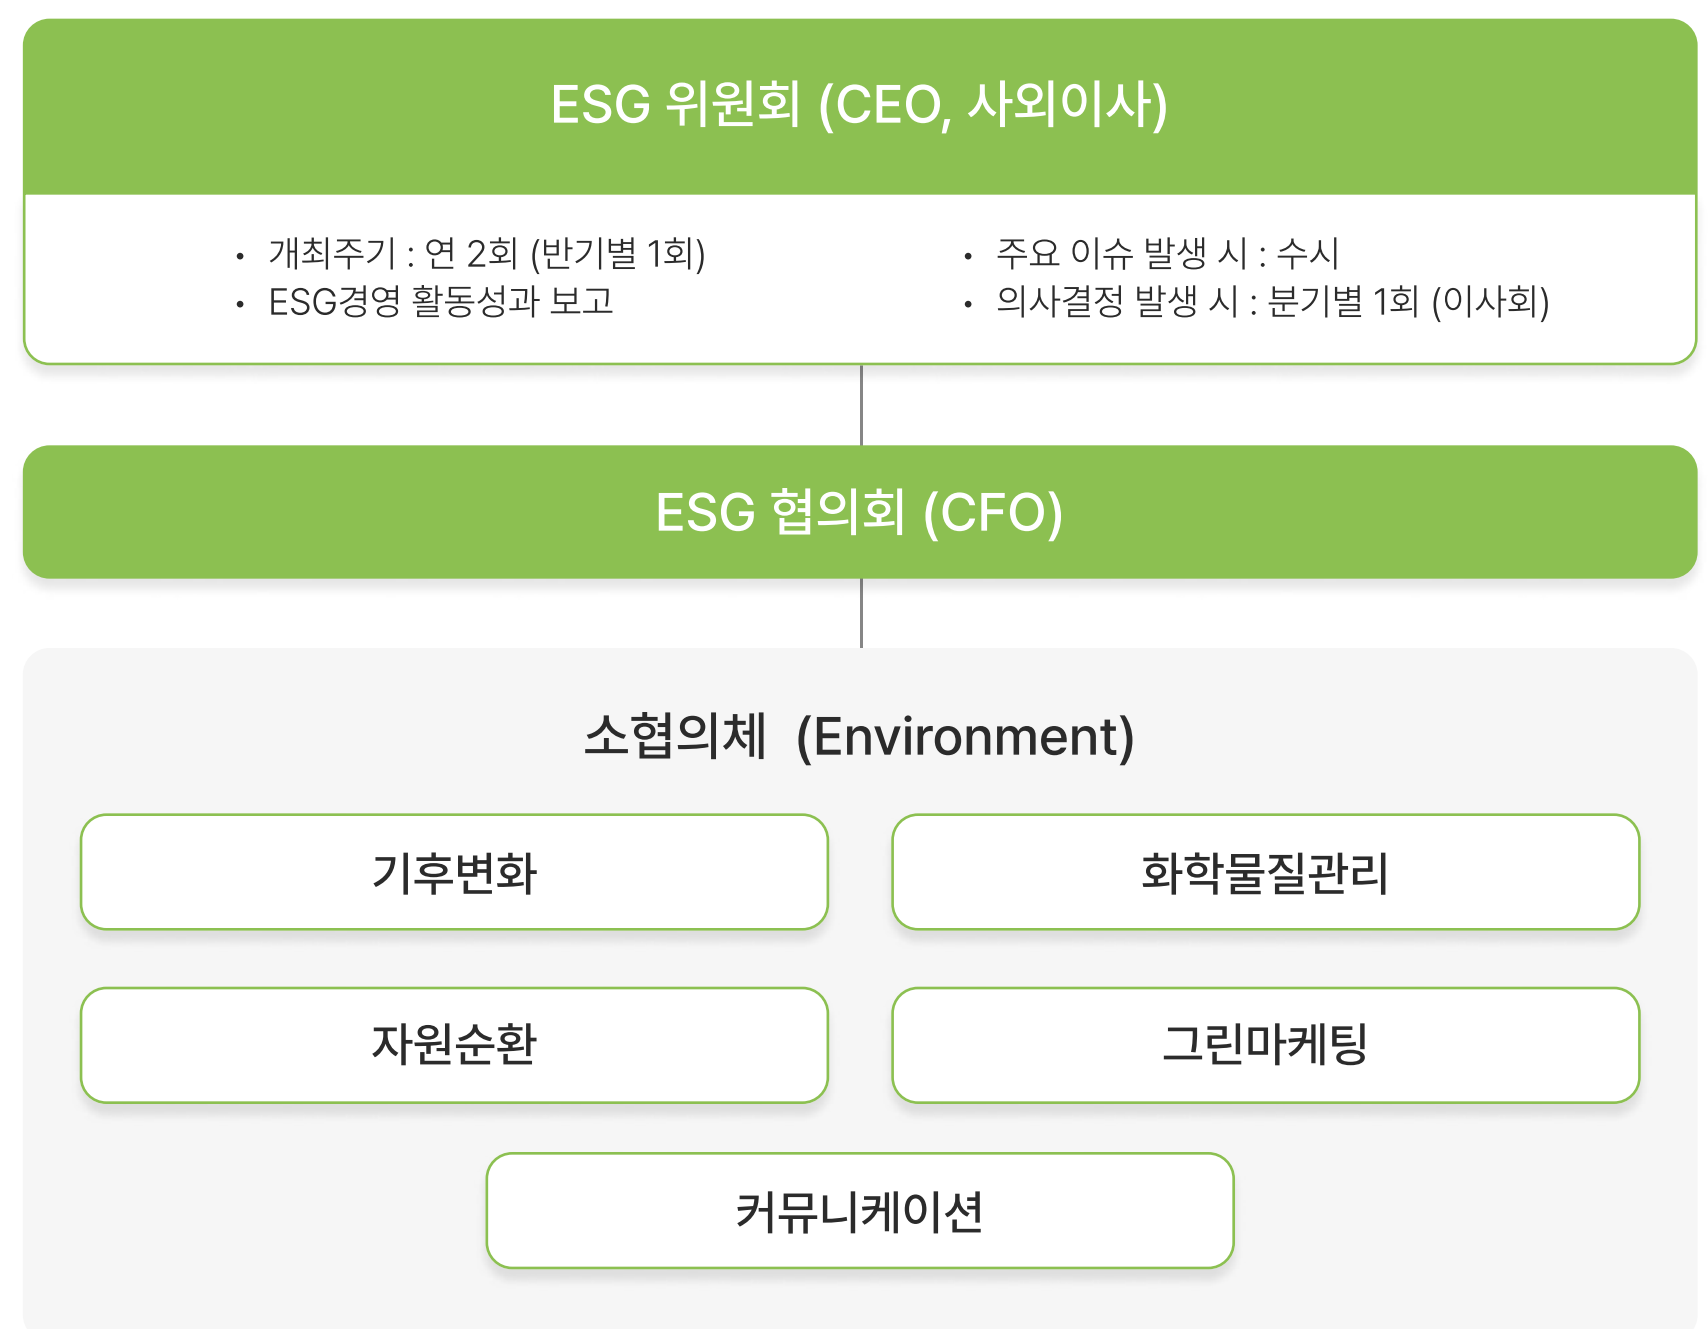 ESG 위원회 (CEO, 사외이사)
• 개최주기 : 연 2회 (반기별 1회)
• ESG경영 활동성과 보고
• 주요 이슈 발생 시 : 수시
• 의사결정 발생 시 : 분기별 1회 (이사회)
ESG 협의회 (CFO)
소협의체 (Environment)
기후변화
화학물질관리
자원순환
그린마케팅
커뮤니케이션